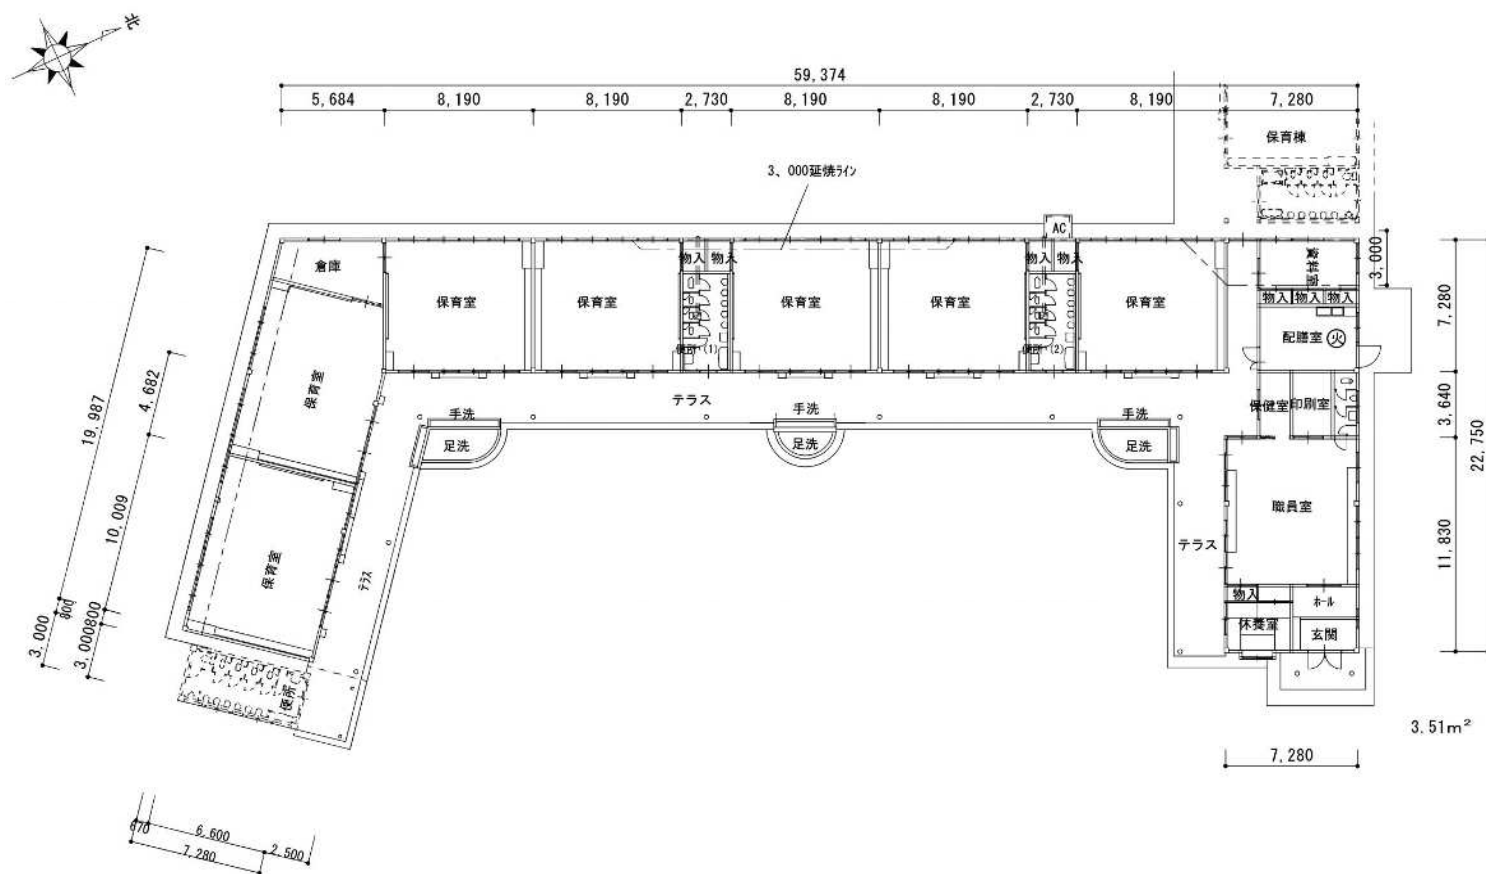 北
59,374
5,684
8,190
8,190
2,730
8,190
8,190
2,730
8,190
7,280
保育棟
3、000延焼ライン
AC
3,000
倉庫
保育室
保育室
物入
物入
保育室
保育室
物入
物入
保育室
資料室
物入
物入
物入
配膳室
火
7,280
便所 (1)
便所 (2)
保育室
テラス
手洗
足洗
手洗
足洗
手洗
足洗
保健室
印刷室
3,640
22,750
19,987
4,682
10,009
保育室
テラス
職員室
テラス
11,830
物入
ホール
休養室
玄関
800
3,000
800
3,000
便所
3.51m²
7,280
670
6,600
7,280
2,500